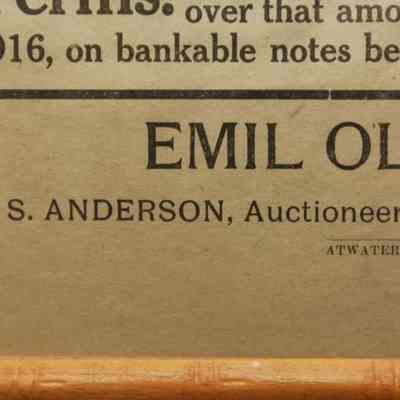 erms: over that amo
016, on bankable notes be
EMIL OL
S. ANDERSON, Auctioneer
ATWATER